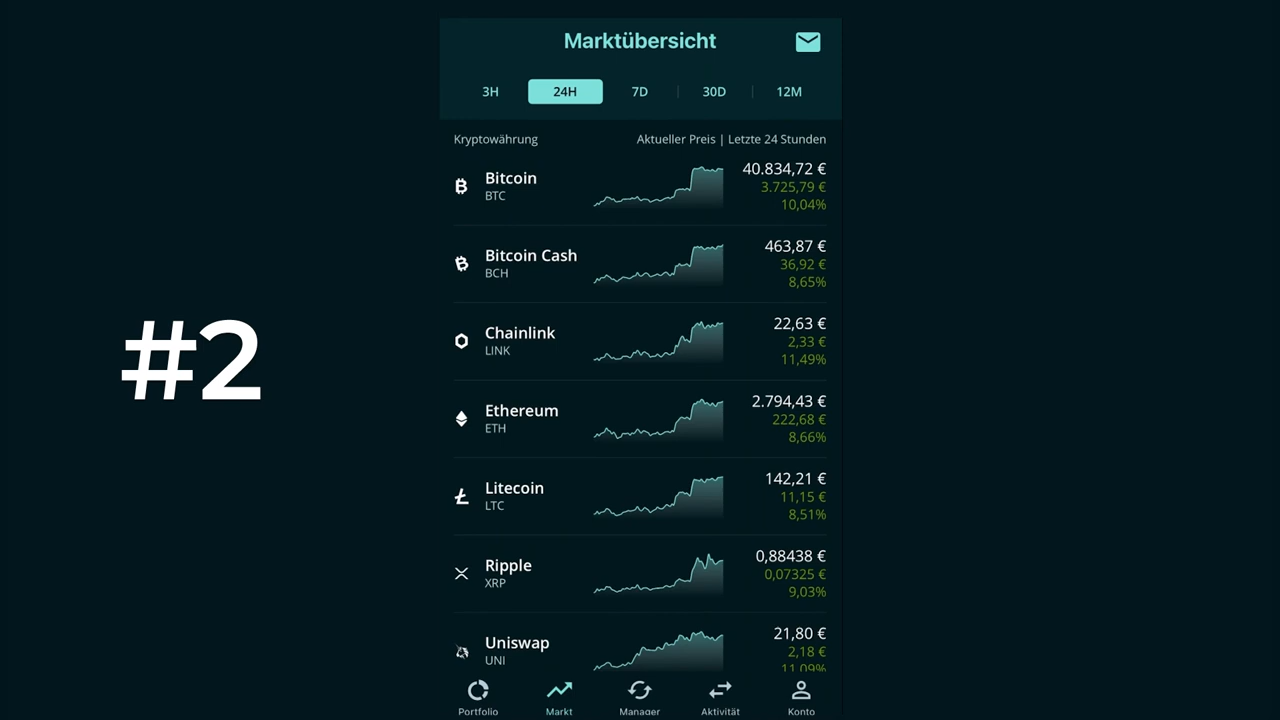 Marktübersicht
3H 24H 7D 30D 12M
Kryptowährung Aktueller Preis | Letzte 24 Stunden
Bitcoin 40.834,72 €
BTC 3.725,79 €
10,04%
Bitcoin Cash 463,87 €
BCH 36,92 €
8,65%
#2
Chainlink 22,63 €
LINK 2,33 €
11,49%
Ethereum 2.794,43 €
ETH 222,68 €
8,66%
Litecoin 142,21 €
LTC 11,15 €
8,51%
Ripple 0,88438 €
XRP 0,07325 €
9,03%
Uniswap 21,80 €
UNI 2,18 €
11,09%
Portfolio Markt Manager Aktivität Konto